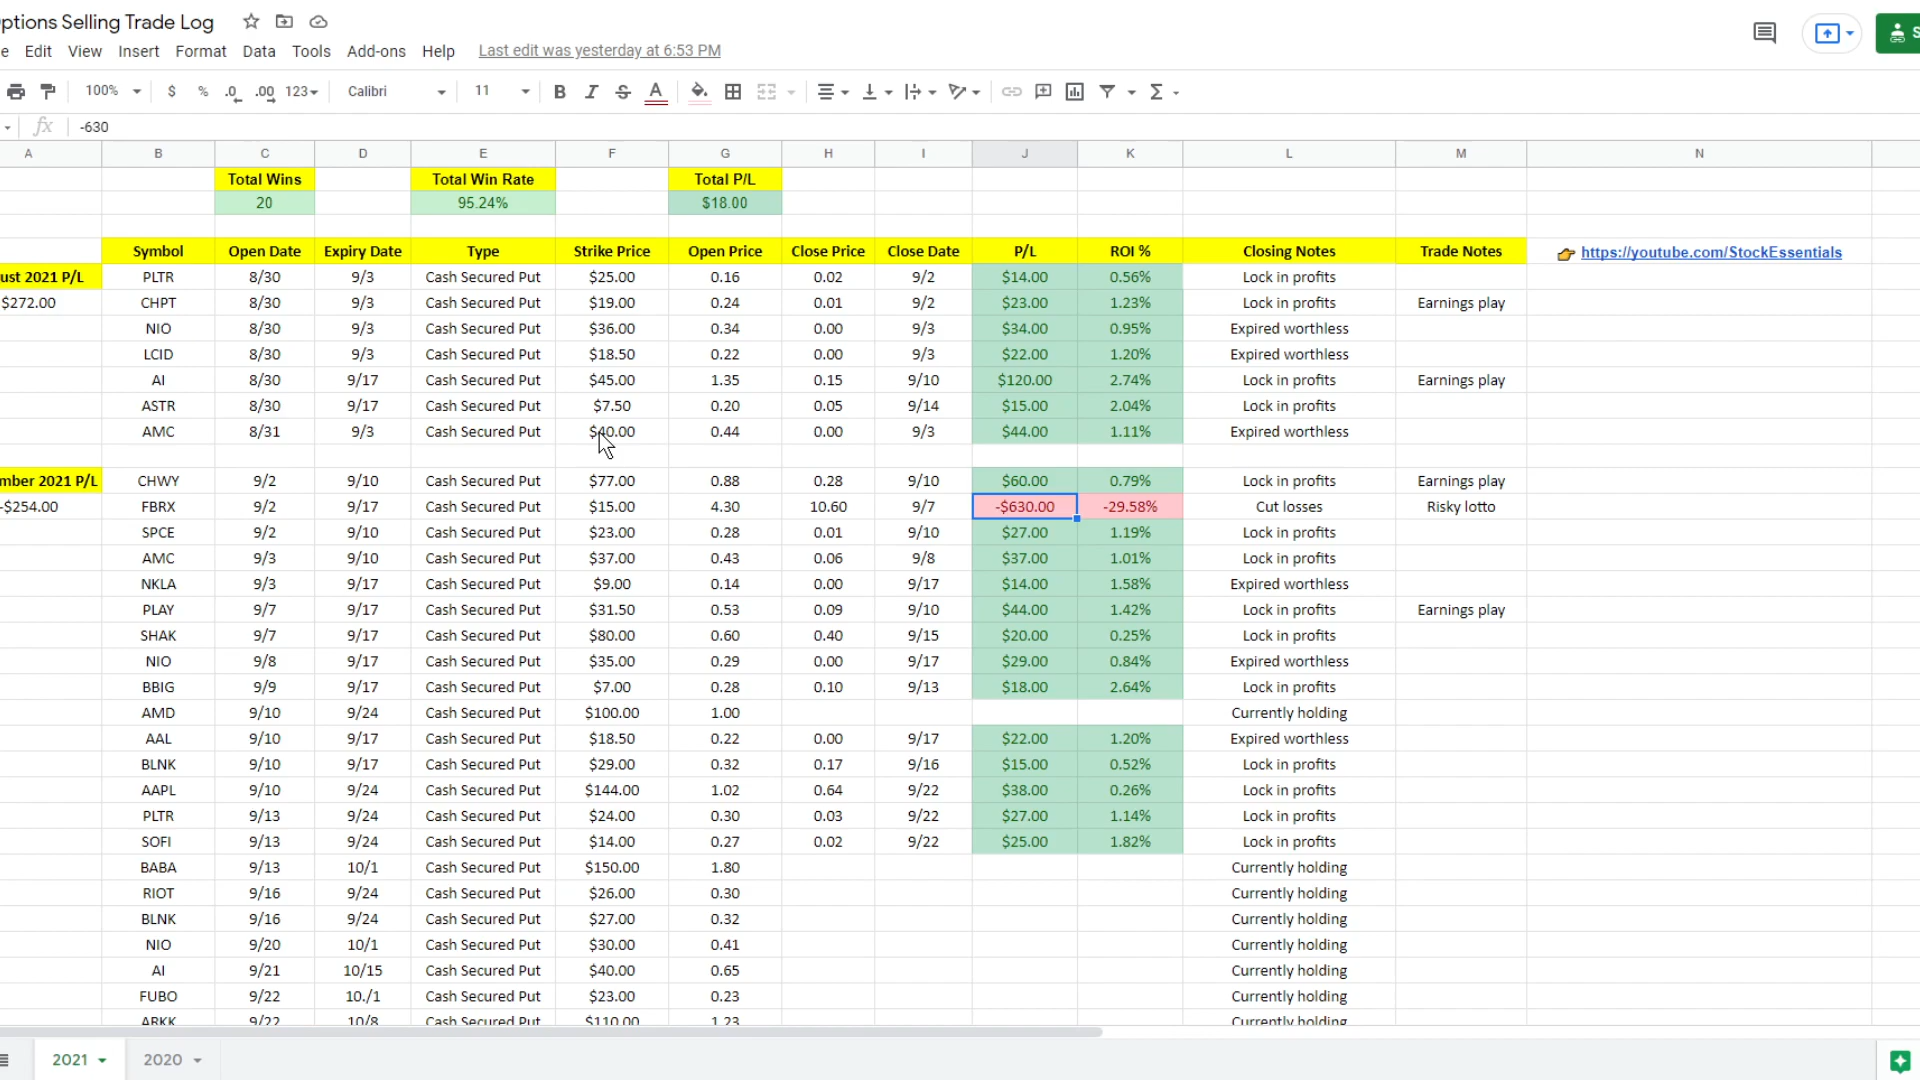 ptions Selling Trade Log
e Edit View Insert Format Data Tools Add-ons Help Last edit was yesterday at 6:53 PM
100% $ % .0 .00 123 Calibri 11 B I S A Σ
fx -630
A B C D E F G H I J K L M N
Total Wins Total Win Rate Total P/L
20 95.24% $18.00
Symbol Open Date Expiry Date Type Strike Price Open Price Close Price Close Date P/L ROI % Closing Notes Trade Notes 👉 https://youtube.com/StockEssentials
ust 2021 P/L PLTR 8/30 9/3 Cash Secured Put $25.00 0.16 0.02 9/2 $14.00 0.56% Lock in profits
$272.00 CHPT 8/30 9/3 Cash Secured Put $19.00 0.24 0.01 9/2 $23.00 1.23% Lock in profits Earnings play
NIO 8/30 9/3 Cash Secured Put $36.00 0.34 0.00 9/3 $34.00 0.95% Expired worthless
LCID 8/30 9/3 Cash Secured Put $18.50 0.22 0.00 9/3 $22.00 1.20% Expired worthless
AI 8/30 9/17 Cash Secured Put $45.00 1.35 0.15 9/10 $120.00 2.74% Lock in profits Earnings play
ASTR 8/30 9/17 Cash Secured Put $7.50 0.20 0.05 9/14 $15.00 2.04% Lock in profits
AMC 8/31 9/3 Cash Secured Put $40.00 0.44 0.00 9/3 $44.00 1.11% Expired worthless
mber 2021 P/L CHWY 9/2 9/10 Cash Secured Put $77.00 0.88 0.28 9/10 $60.00 0.79% Lock in profits Earnings play
-$254.00 FBRX 9/2 9/17 Cash Secured Put $15.00 4.30 10.60 9/7 -$630.00 -29.58% Cut losses Risky lotto
SPCE 9/2 9/10 Cash Secured Put $23.00 0.28 0.01 9/10 $27.00 1.19% Lock in profits
AMC 9/3 9/10 Cash Secured Put $37.00 0.43 0.06 9/8 $37.00 1.01% Lock in profits
NKLA 9/3 9/17 Cash Secured Put $9.00 0.14 0.00 9/17 $14.00 1.58% Expired worthless
PLAY 9/7 9/17 Cash Secured Put $31.50 0.53 0.09 9/10 $44.00 1.42% Lock in profits Earnings play
SHAK 9/7 9/17 Cash Secured Put $80.00 0.60 0.40 9/15 $20.00 0.25% Lock in profits
NIO 9/8 9/17 Cash Secured Put $35.00 0.29 0.00 9/17 $29.00 0.84% Expired worthless
BBIG 9/9 9/17 Cash Secured Put $7.00 0.28 0.10 9/13 $18.00 2.64% Lock in profits
AMD 9/10 9/24 Cash Secured Put $100.00 1.00 Currently holding
AAL 9/10 9/17 Cash Secured Put $18.50 0.22 0.00 9/17 $22.00 1.20% Expired worthless
BLNK 9/10 9/17 Cash Secured Put $29.00 0.32 0.17 9/16 $15.00 0.52% Lock in profits
AAPL 9/10 9/24 Cash Secured Put $144.00 1.02 0.64 9/22 $38.00 0.26% Lock in profits
PLTR 9/13 9/24 Cash Secured Put $24.00 0.30 0.03 9/22 $27.00 1.14% Lock in profits
SOFI 9/13 9/24 Cash Secured Put $14.00 0.27 0.02 9/22 $25.00 1.82% Lock in profits
BABA 9/13 10/1 Cash Secured Put $150.00 1.80 Currently holding
RIOT 9/16 9/24 Cash Secured Put $26.00 0.30 Currently holding
BLNK 9/16 9/24 Cash Secured Put $27.00 0.32 Currently holding
NIO 9/20 10/1 Cash Secured Put $30.00 0.41 Currently holding
AI 9/21 10/15 Cash Secured Put $40.00 0.65 Currently holding
FUBO 9/22 10./1 Cash Secured Put $23.00 0.23 Currently holding
ARKK 9/22 10/8 Cash Secured Put $110.00 1.23 Currently holding
2021 2020